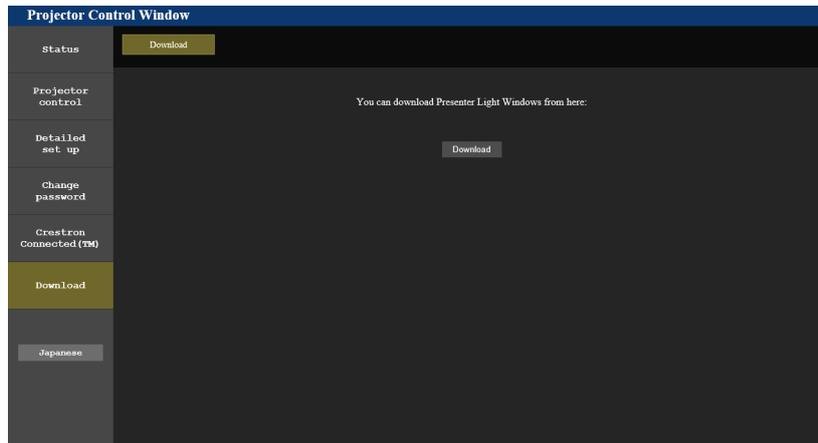 Projector Control Window
Status
Download
Projector
control
You can download Presenter Light Windows from here:
Detailed
set up
Download
Change
password
Crestron
Connected(TM)
Download
Japanese